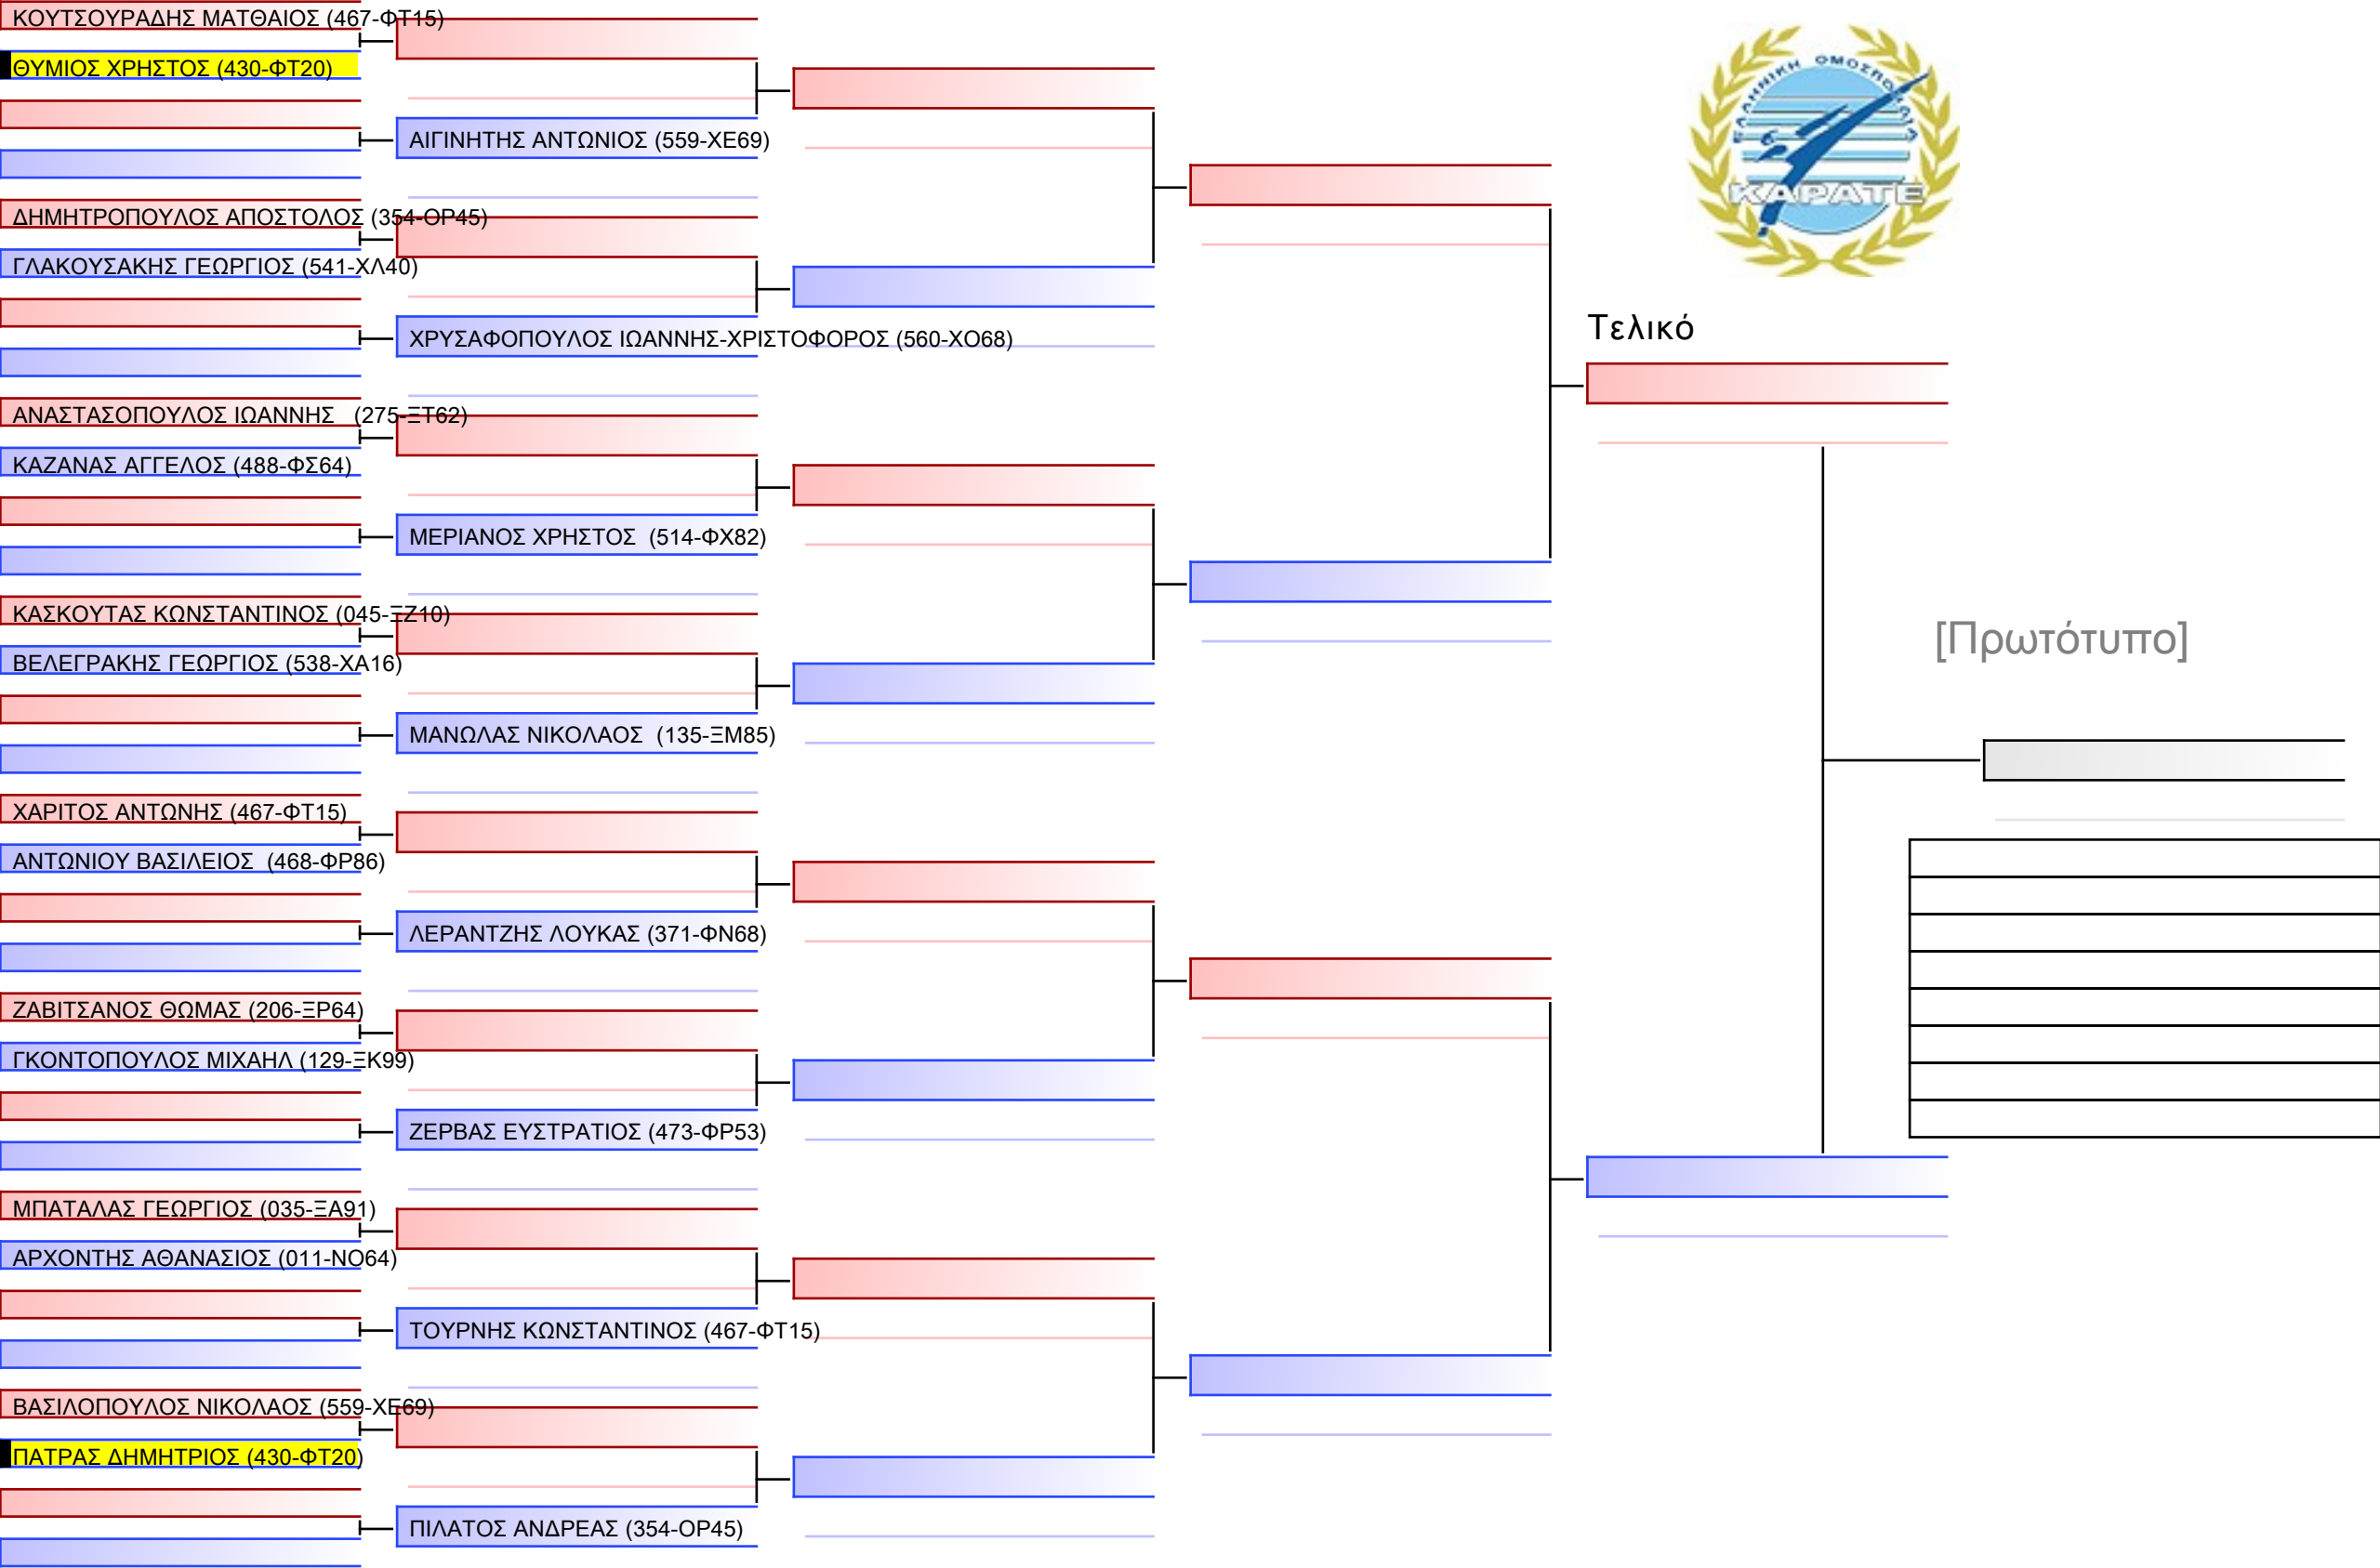 ΚΟΥΤΣΟΥΡΑΔΗΣ ΜΑΤΘΑΙΟΣ (467-ΦΤ15)
ΘΥΜΙΟΣ ΧΡΗΣΤΟΣ (430-ΦΤ20)
ΑΙΓΙΝΗΤΗΣ ΑΝΤΩΝΙΟΣ (559-ΧΕ69)
ΔΗΜΗΤΡΟΠΟΥΛΟΣ ΑΠΟΣΤΟΛΟΣ (354-ΟΡ45)
ΓΛΑΚΟΥΣΑΚΗΣ ΓΕΩΡΓΙΟΣ (541-ΧΛ40)
ΧΡΥΣΑΦΟΠΟΥΛΟΣ ΙΩΑΝΝΗΣ-ΧΡΙΣΤΟΦΟΡΟΣ (560-ΧΟ68)
ΑΝΑΣΤΑΣΟΠΟΥΛΟΣ ΙΩΑΝΝΗΣ (275-ΞΤ62)
ΚΑΖΑΝΑΣ ΑΓΓΕΛΟΣ (488-ΦΣ64)
ΜΕΡΙΑΝΟΣ ΧΡΗΣΤΟΣ (514-ΦΧ82)
ΚΑΣΚΟΥΤΑΣ ΚΩΝΣΤΑΝΤΙΝΟΣ (045-ΞΖ10)
ΒΕΛΕΓΡΑΚΗΣ ΓΕΩΡΓΙΟΣ (538-ΧΑ16)
ΜΑΝΩΛΑΣ ΝΙΚΟΛΑΟΣ (135-ΞΜ85)
ΧΑΡΙΤΟΣ ΑΝΤΩΝΗΣ (467-ΦΤ15)
ΑΝΤΩΝΙΟΥ ΒΑΣΙΛΕΙΟΣ (468-ΦΡ86)
ΛΕΡΑΝΤΖΗΣ ΛΟΥΚΑΣ (371-ΦΝ68)
ΖΑΒΙΤΣΑΝΟΣ ΘΩΜΑΣ (206-ΞΡ64)
ΓΚΟΝΤΟΠΟΥΛΟΣ ΜΙΧΑΗΛ (129-ΞΚ99)
ΖΕΡΒΑΣ ΕΥΣΤΡΑΤΙΟΣ (473-ΦΡ53)
ΜΠΑΤΑΛΑΣ ΓΕΩΡΓΙΟΣ (035-ΞΑ91)
ΑΡΧΟΝΤΗΣ ΑΘΑΝΑΣΙΟΣ (011-ΝΟ64)
ΤΟΥΡΝΗΣ ΚΩΝΣΤΑΝΤΙΝΟΣ (467-ΦΤ15)
ΒΑΣΙΛΟΠΟΥΛΟΣ ΝΙΚΟΛΑΟΣ (559-ΧΕ69)
ΠΑΤΡΑΣ ΔΗΜΗΤΡΙΟΣ (430-ΦΤ20)
ΠΙΛΑΤΟΣ ΑΝΔΡΕΑΣ (354-ΟΡ45)
ΕΛΛΗΝΙΚΗ ΟΜΟΣΠΟΝΔΙΑ
ΚΑΡΑΤΕ
Τελικό
[Πρωτότυπο]